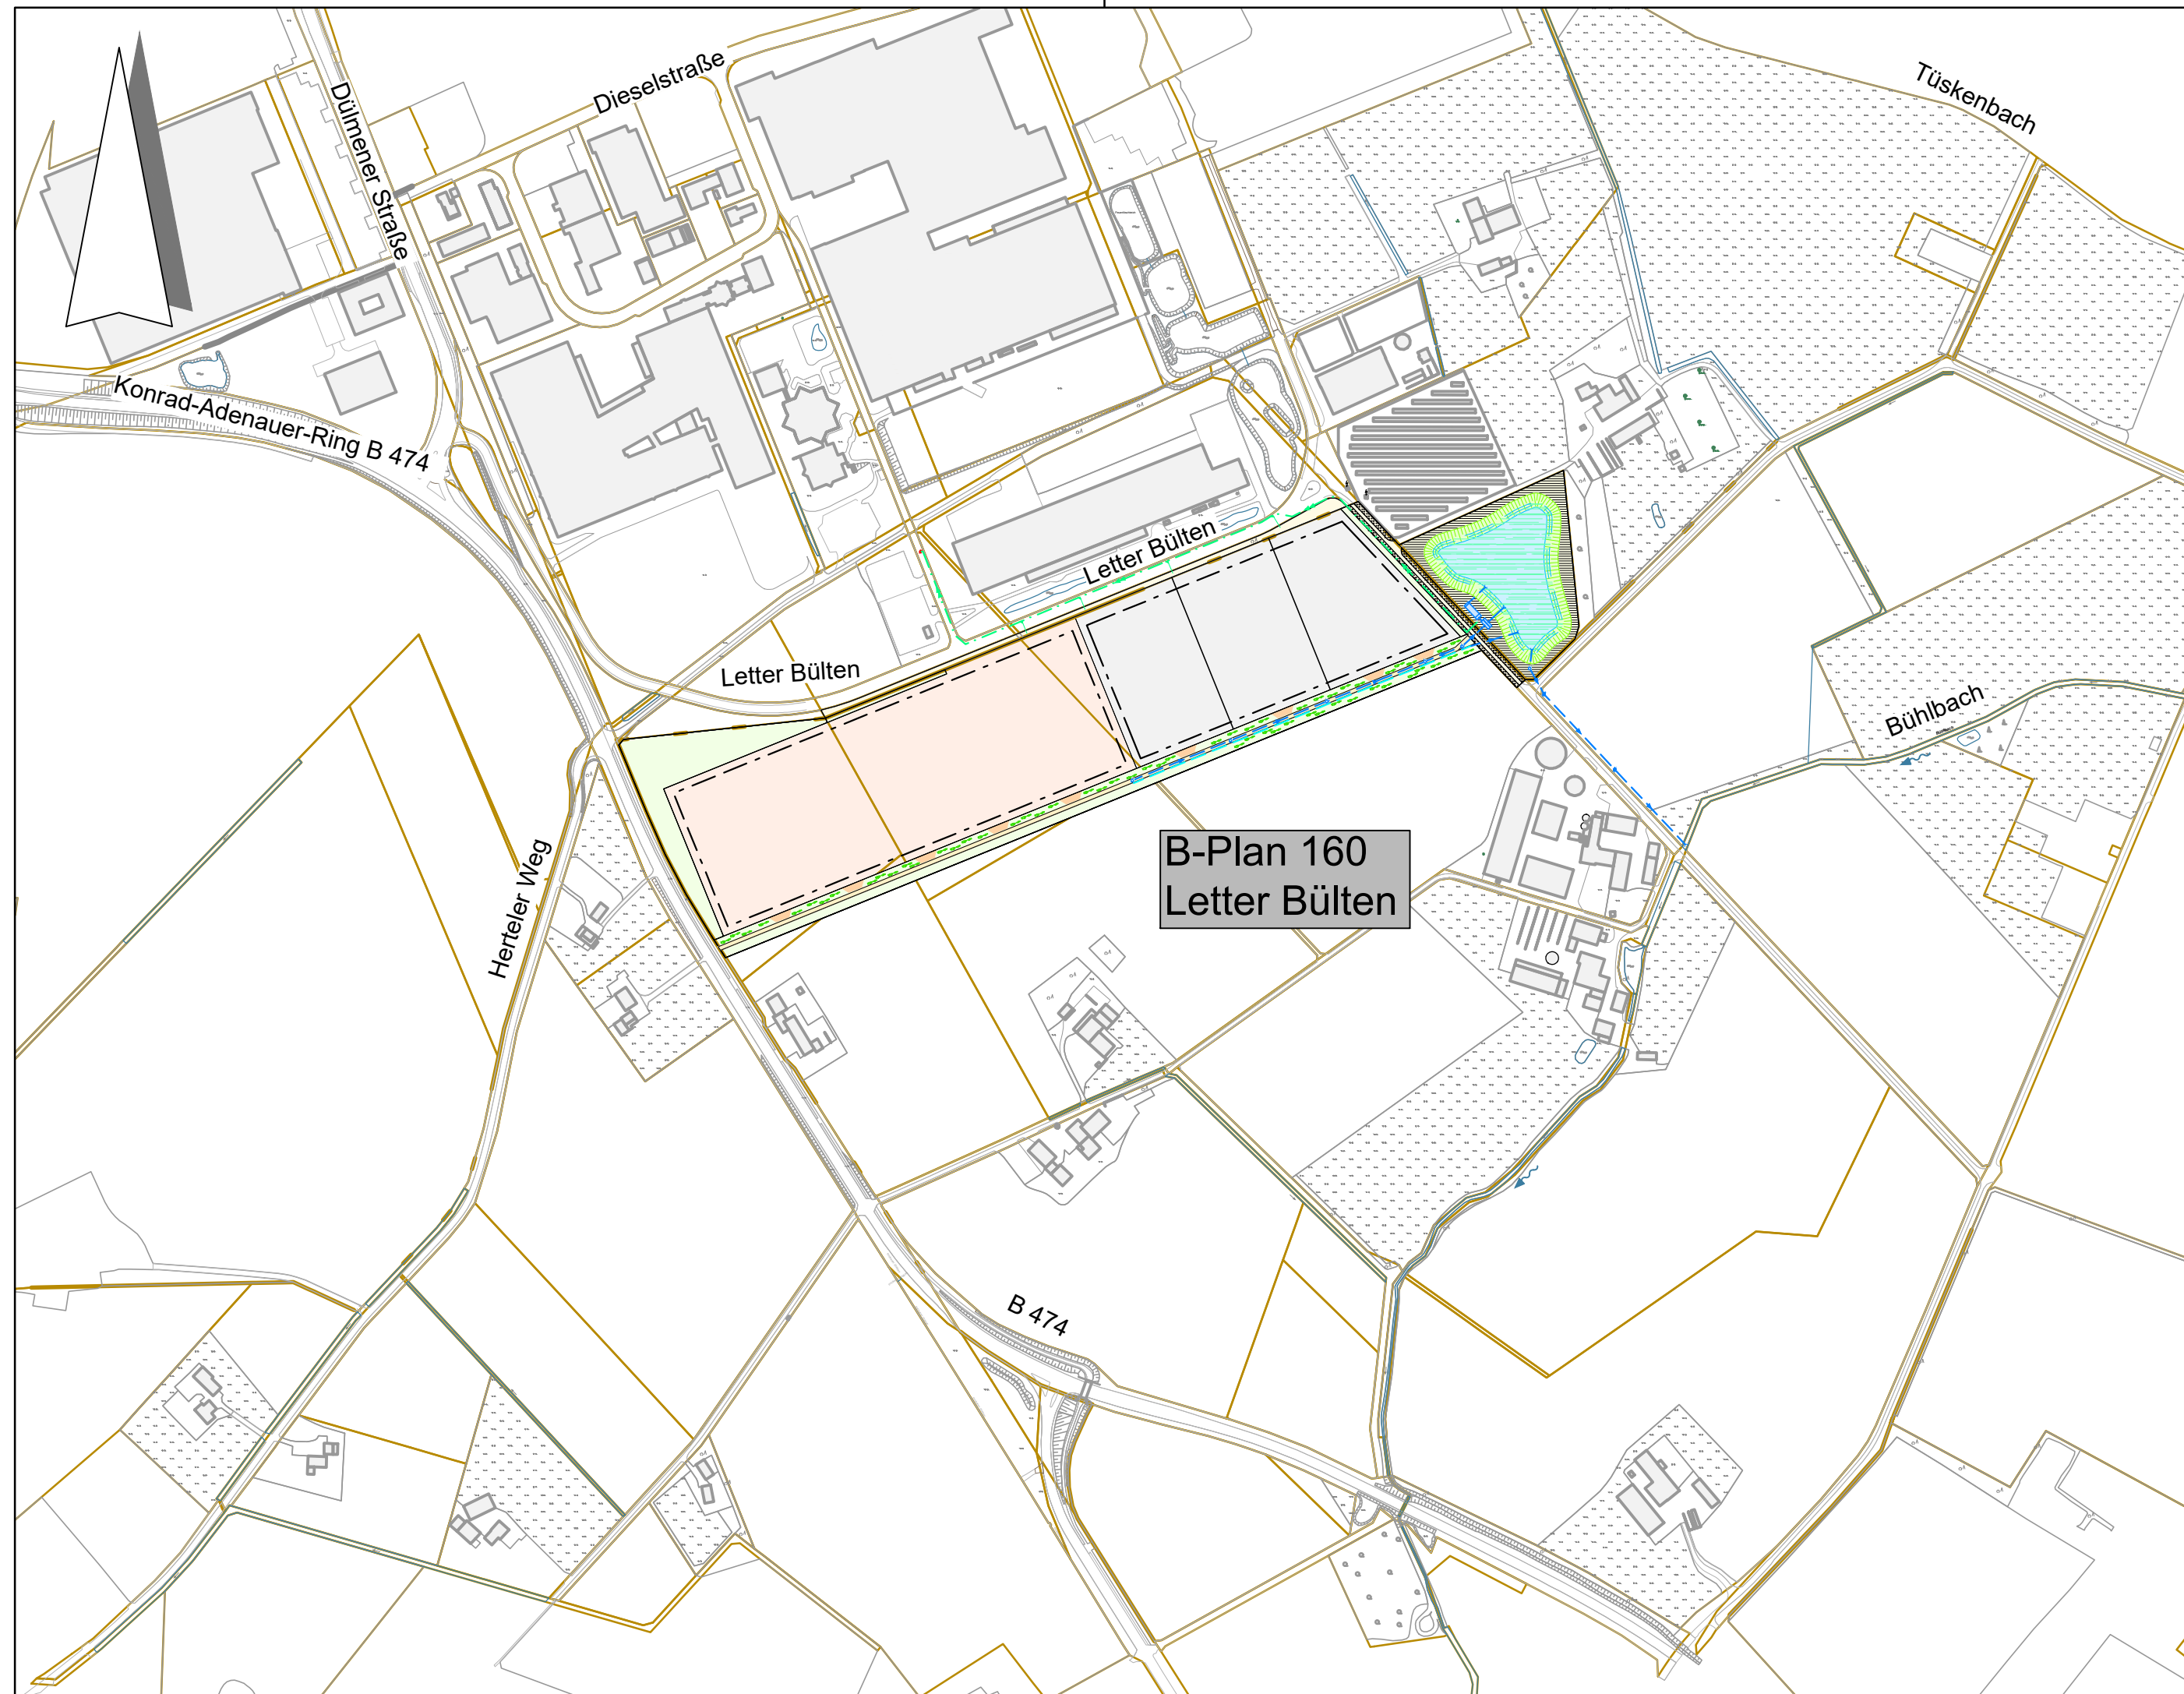 Dieselstraße
Tüskenbach
Dülmener Straße
Konrad-Adenauer-Ring B 474
Letter Bülten
Letter Bülten
Bühlbach
B-Plan 160
Letter Bülten
Herteler Weg
B 474